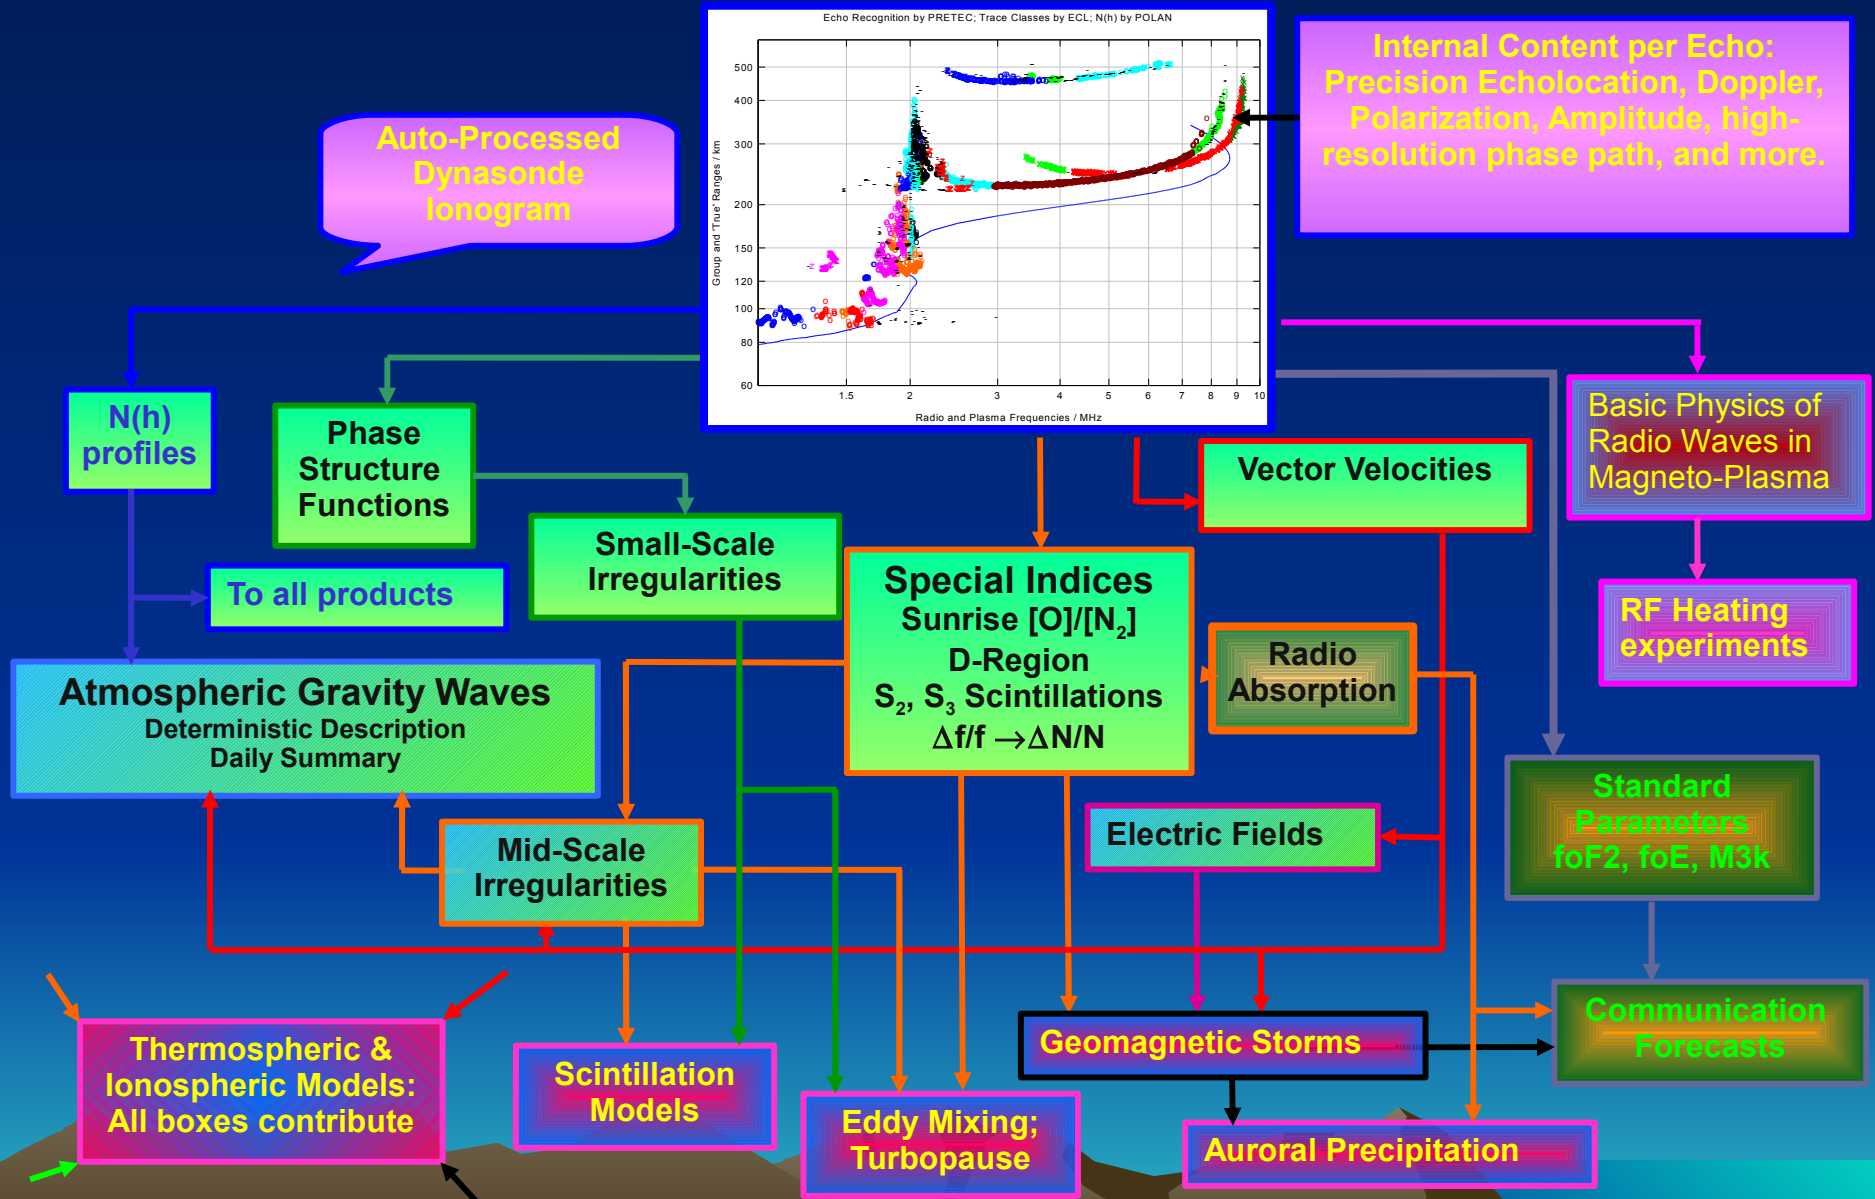 Echo Recognition by PRETEC; Trace Classes by ECL; N(h) by POLAN
Group and 'True' Ranges / km
500
400
300
200
150
120
100
80
60
1.5
2
3
4
5
6
7
8
9
10
Radio and Plasma Frequencies / MHz
Internal Content per Echo:
Precision Echolocation, Doppler,
Polarization, Amplitude, high-
resolution phase path, and more.
Auto-Processed
Dynasonde
Ionogram
N(h)
profiles
Phase
Structure
Functions
Vector Velocities
Basic Physics of
Radio Waves in
Magneto-Plasma
Small-Scale
Irregularities
To all products
Special Indices
Sunrise [O]/[N₂]
D-Region
S₂, S₃ Scintillations
Δf/f →ΔN/N
Radio
Absorption
RF Heating
experiments
Atmospheric Gravity Waves
Deterministic Description
Daily Summary
Standard
Parameters
foF2, foE, M3k
Mid-Scale
Irregularities
Electric Fields
Thermospheric &
Ionospheric Models:
All boxes contribute
Scintillation
Models
Eddy Mixing;
Turbopause
Geomagnetic Storms
Communication
Forecasts
Auroral Precipitation